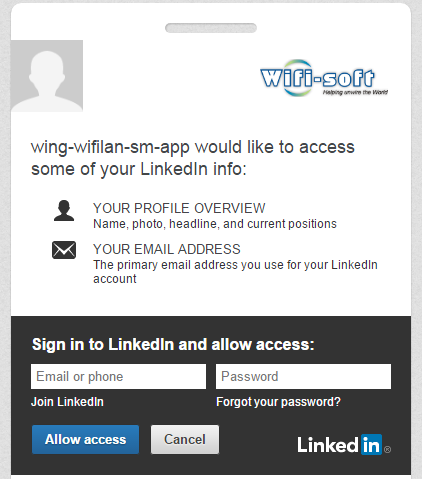 Wifi-soft
Helping unwire the World
wing-wifilan-sm-app would like to access
some of your LinkedIn info:
YOUR PROFILE OVERVIEW
Name, photo, headline, and current positions
YOUR EMAIL ADDRESS
The primary email address you use for your LinkedIn
account
Sign in to LinkedIn and allow access:
Email or phone
Password
Join LinkedIn
Forgot your password?
Allow access
Cancel
Linked in®